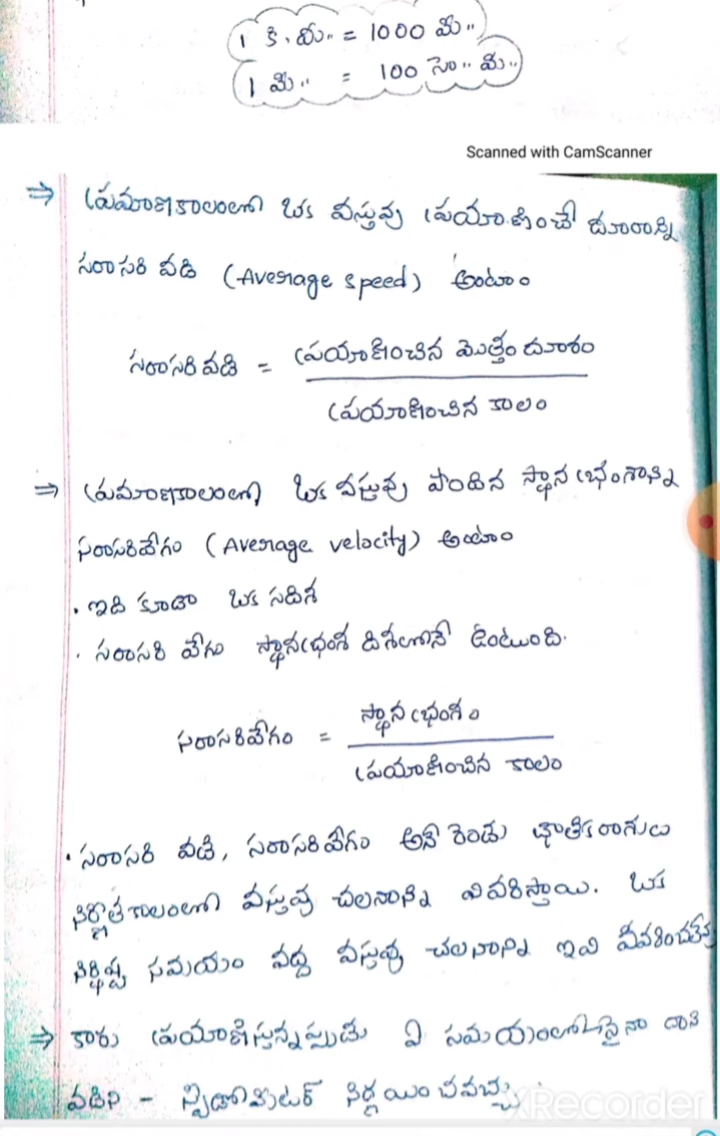 1 కి.మీ" = 1000 మీ"
1 మీ" = 100 సెం" మీ"
Scanned with CamScanner
⇒ ప్రమాణకాలంలో ఒక వస్తువు ప్రయాణించే దూరాన్ని
సరాసరి వడి (Average speed) అంటాం
సరాసరి వడి = ప్రయాణించిన మొత్తం దూరం
ప్రయాణించిన కాలం
⇒ ప్రమాణకాలంలో ఒక వస్తువు పొందిన స్థానభ్రంశాన్ని
సరాసరివేగం (Average velocity) అంటాం
. ఇది కూడా ఒక సదిశ
. సరాసరి వేగం స్థానభ్రంశ దిశలోనే ఉంటుంది.
సరాసరివేగం = స్థానభ్రంశం
ప్రయాణించిన కాలం
. సరాసరి వడి, సరాసరివేగం అనే రెండు భౌతికరాశులు
నిర్ణీతకాలంలో వస్తువు చలనాన్ని వివరిస్తాయి. ఒక
నిర్దిష్ట సమయం వద్ద వస్తువు చలనాన్ని ఇవి
⇒ కారు ప్రయాణిస్తున్నప్పుడు ఏ సమయంలోనైనా దాని
వడిని - స్పీడోమీటర్ నిర్ణయించవచ్చు.
XRecorder